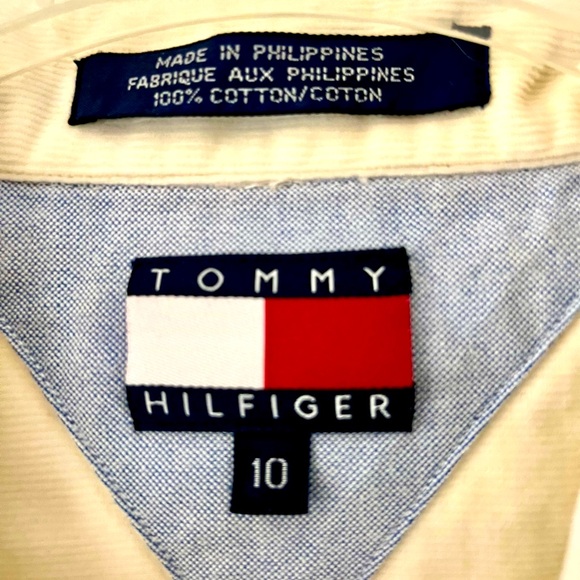 MADE IN PHILIPPINES
FABRIQUE AUX PHILIPPINES
100% COTTON/COTON
TOMMY
HILFIGER
10